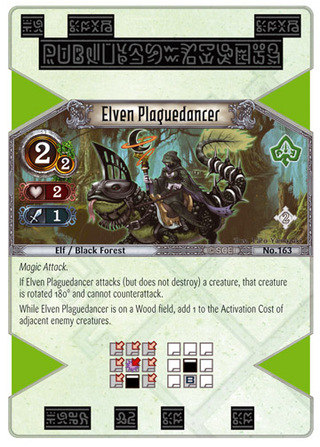 Elven Plaguedancer
2
2
2
1
2
Elf / Black Forest
No.163
Magic Attack.
If Elven Plaguedancer attacks (but does not destroy) a creature, that creature
is rotated 180° and cannot counterattack.
While Elven Plaguedancer is on a Wood field, add 1 to the Activation Cost of
adjacent enemy creatures.